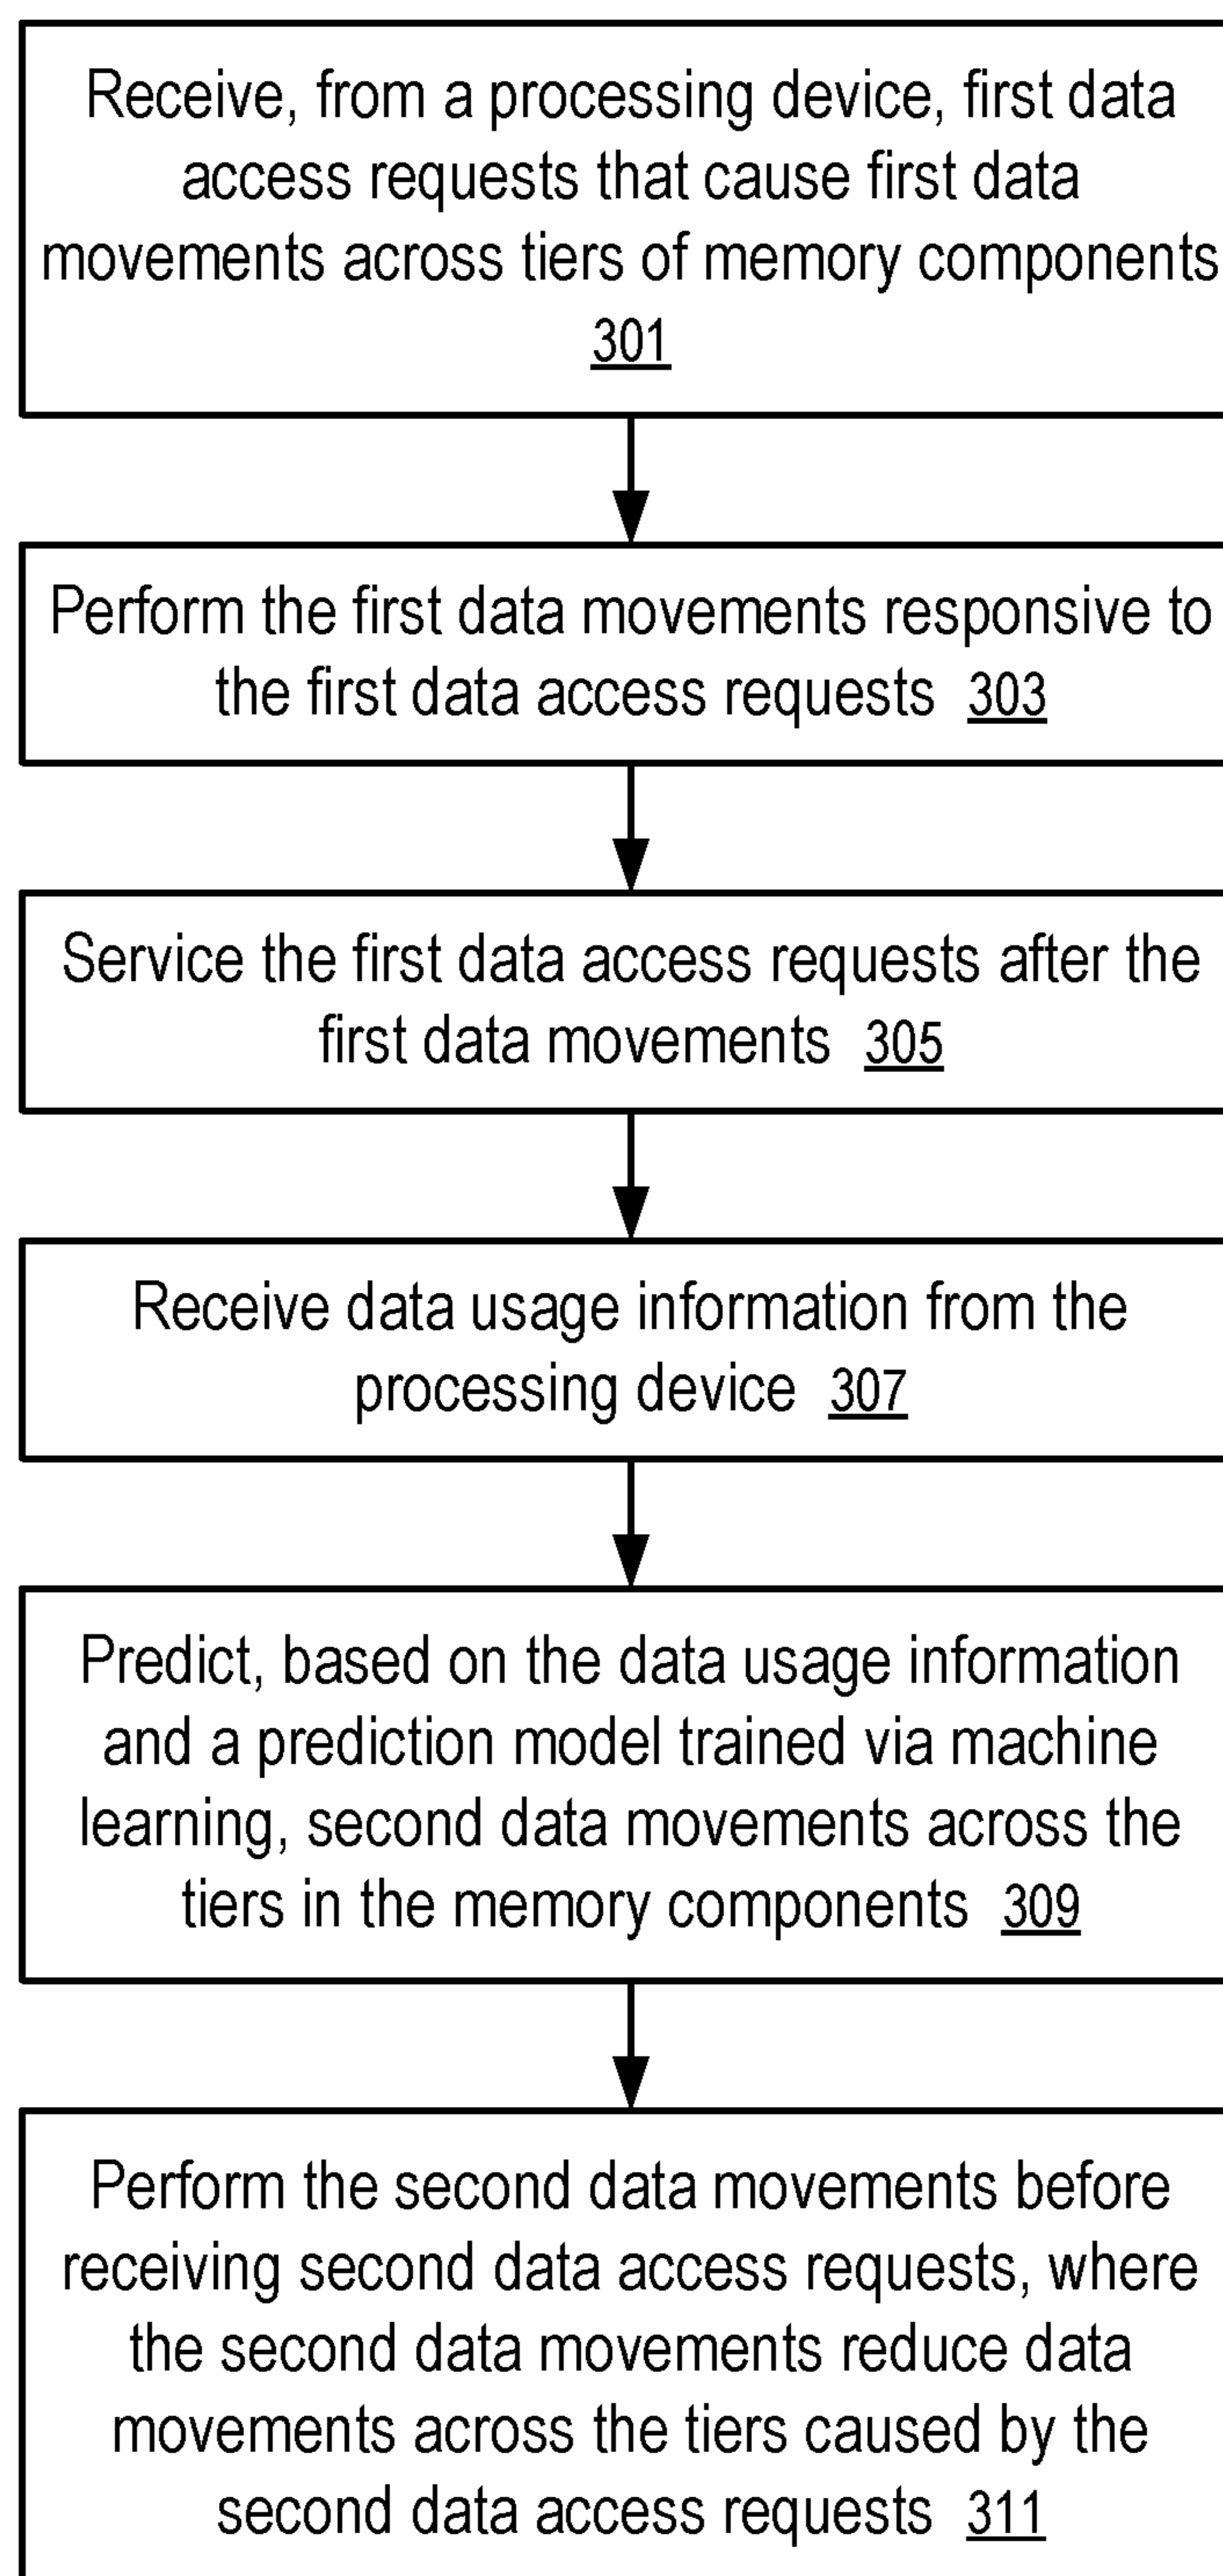 Receive, from a processing device, first data
access requests that cause first data
movements across tiers of memory components
301
Perform the first data movements responsive to
the first data access requests 303
Service the first data access requests after the
first data movements 305
Receive data usage information from the
processing device 307
Predict, based on the data usage information
and a prediction model trained via machine
learning, second data movements across the
tiers in the memory components 309
Perform the second data movements before
receiving second data access requests, where
the second data movements reduce data
movements across the tiers caused by the
second data access requests 311